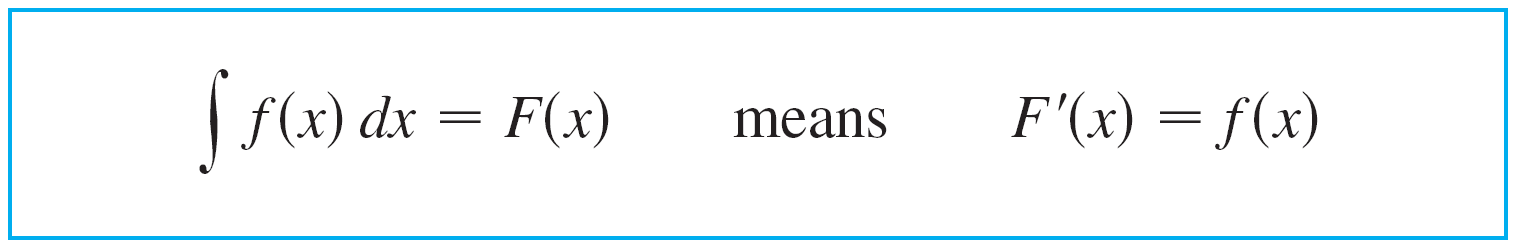 ∫ f(x) dx = F(x) means F′(x) = f(x)